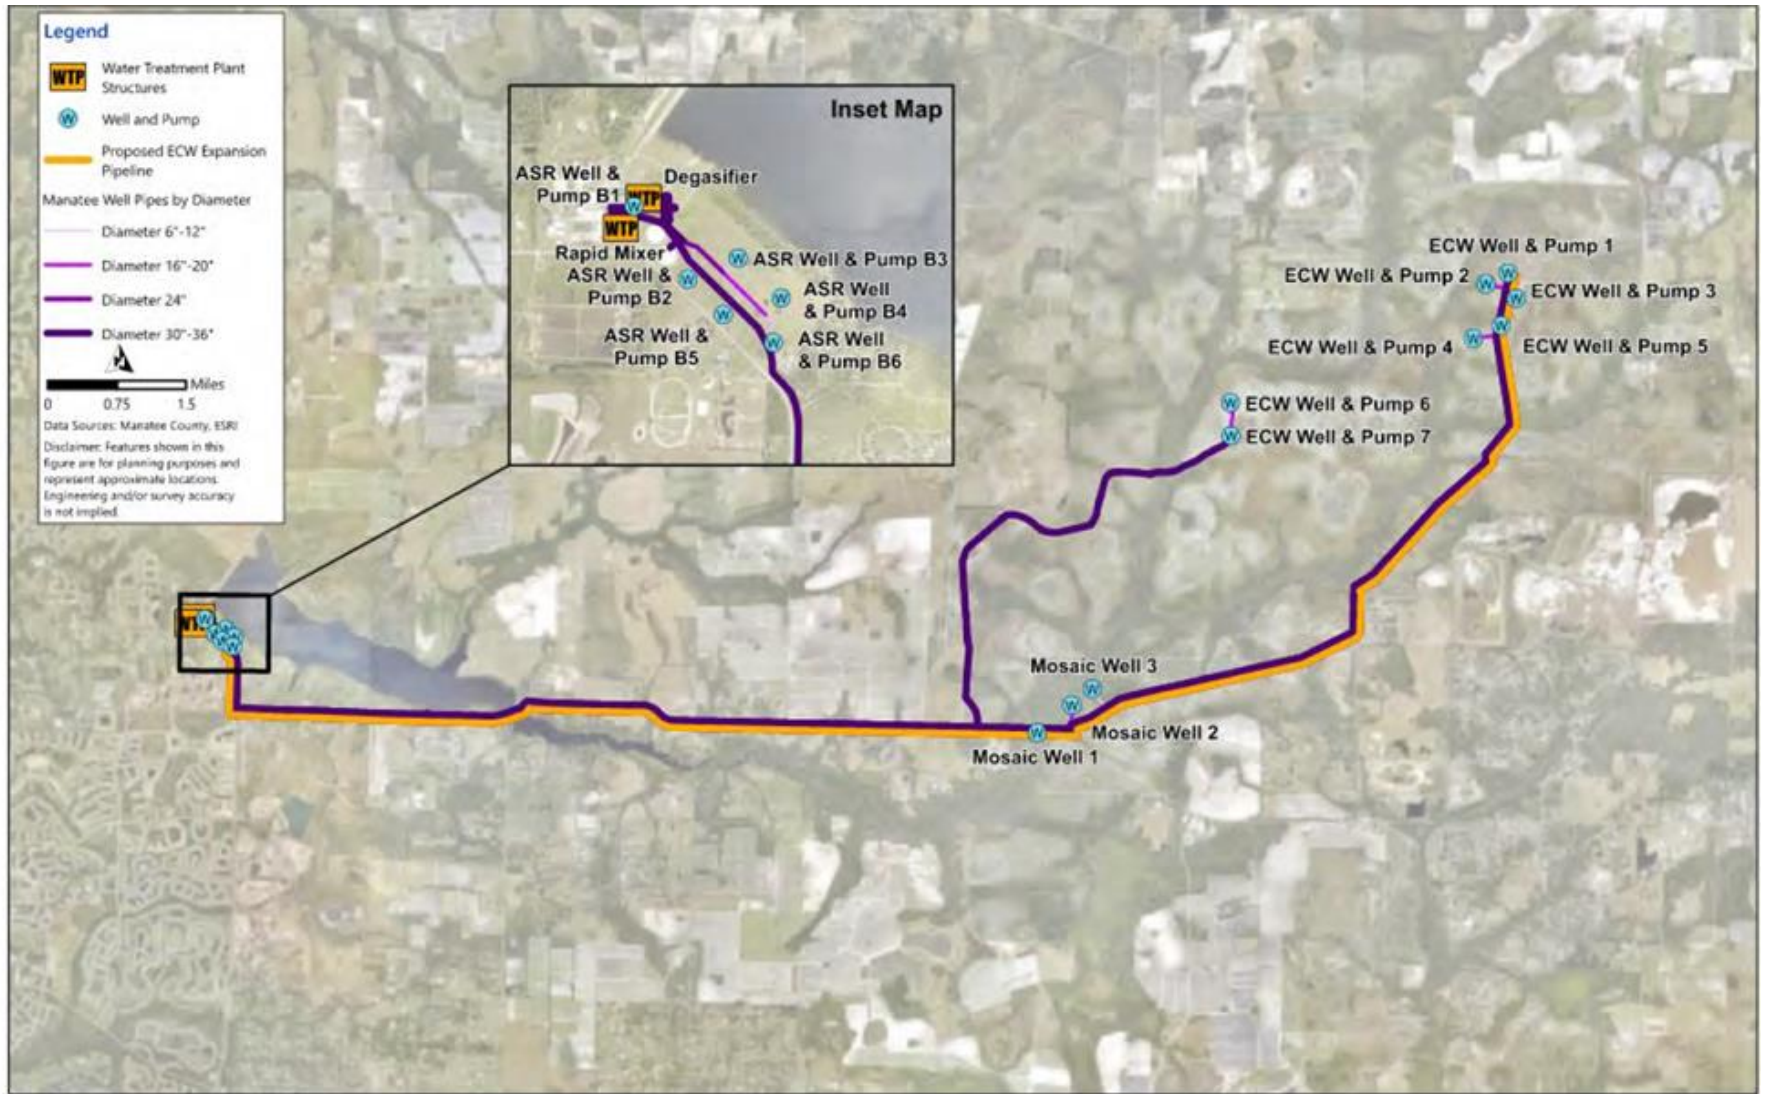 Legend
WTP
Water Treatment Plant
Structures
W
Well and Pump
Proposed ECW Expansion
Pipeline
Manatee Well Pipes by Diameter
Diameter 6"-12"
Diameter 16"-20"
Diameter 24"
Diameter 30"-36"
Miles
0 0.75 1.5
Data Sources: Manatee County, ESRI
Disclaimer: Features shown in this
figure are for planning purposes and
represent approximate locations.
Engineering and/or survey accuracy
is not implied.
Inset Map
ASR Well &
Pump B1
WTP
W
Degasifier
WTP
Rapid Mixer
ASR Well &
Pump B2
W
W
ASR Well & Pump B3
W
ASR Well
& Pump B4
W
ASR Well &
Pump B5
W
ASR Well
& Pump B6
ECW Well & Pump 1
W
ECW Well & Pump 2
W
W
ECW Well & Pump 3
ECW Well & Pump 4
W
W
ECW Well & Pump 5
W
ECW Well & Pump 6
W
ECW Well & Pump 7
WTP
W
W
W
W
W
W
Mosaic Well 3
W
W
Mosaic Well 2
W
Mosaic Well 1